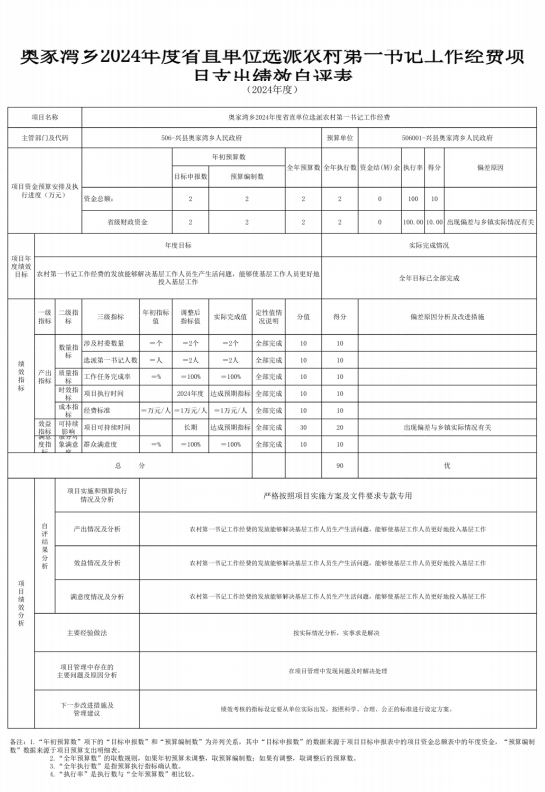 奥家湾乡2024年度省直单位选派农村第一书记工作经费项
目支出绩效自评表
（2024年度）
项目名称 奥家湾乡2024年度省直单位选派农村第一书记工作经费
主管部门及代码 506-兴县奥家湾乡人民政府 预算单位 506001-兴县奥家湾乡人民政府
项目资金预算安排及执行进度（万元） 年初预算数 全年预算数 全年执行数 资金结(转)余 执行率 得分 偏差原因
目标申报数 预算编制数
资金总额： 2 2 2 2 0 100 10
省级财政资金 2 2 2 2 0 100.00 10.00 出现偏差与乡镇实际情况有关
项目年度绩效目标 年度目标 实际完成情况
农村第一书记工作经费的发放能够解决基层工作人员生产生活问题，能够使基层工作人员更好地投入基层工作 全年目标已全部完成
绩效指标 一级指标 二级指标 三级指标 年初指标值 调整后指标值 实际完成值 定性值情况说明 分值 得分 偏差原因分析及改进措施
产出指标 数量指标 涉及村委数量 ＝个 ＝2个 ＝2个 全部完成 10 10
选派第一书记人数 ＝人 ＝2人 ＝2人 全部完成 10 10
质量指标 工作任务完成率 ＝% ＝100% ＝100% 全部完成 10 10
时效指标 项目执行时间 2024年度 达成预期指标 全部完成 10 10
成本指标 经费标准 ＝万元/人 ＝1万元/人 ＝1万元/人 全部完成 10 10
效益指标 可持续影响 项目可持续时间 长期 达成预期指标 全部完成 30 20 出现偏差与乡镇实际情况有关
满意度指标 服务对象满意度 群众满意度 ＝% ＝100% ＝100% 全部完成 10 10
总 分 90 优
项目绩效分析 自评结果分析 项目实施和预算执行情况及分析 严格按照项目实施方案及文件要求专款专用
产出情况及分析 农村第一书记工作经费的发放能够解决基层工作人员生产生活问题，能够使基层工作人员更好地投入基层工作
效益情况及分析 农村第一书记工作经费的发放能够解决基层工作人员生产生活问题，能够使基层工作人员更好地投入基层工作
满意度情况及分析 农村第一书记工作经费的发放能够解决基层工作人员生产生活问题，能够使基层工作人员更好地投入基层工作
主要经验做法 按实际情况分析，实事求是解决
项目管理中存在的主要问题及原因分析 在项目管理中发现问题及时解决处理
下一步改进措施及管理建议 绩效考核的指标设定要从单位实际出发，按照科学、合理、公正的标准进行设定方案。
备注：1.“年初预算数”项下的“目标申报数”和“预算编制数”为并列关系，其中“目标申报数”的数据来源于项目目标申报表中的项目资金总额表中的年度资金，“预算编制
数”数据来源于项目预算支出明细表。
2.“全年预算数”的取数规则，如果年初预算未调整，取预算编制数；如果有调整，取调整后的预算数。
3.“全年执行数”是指预算执行指标确认数。
4.“执行率”是执行数与“全年预算数”相比较。